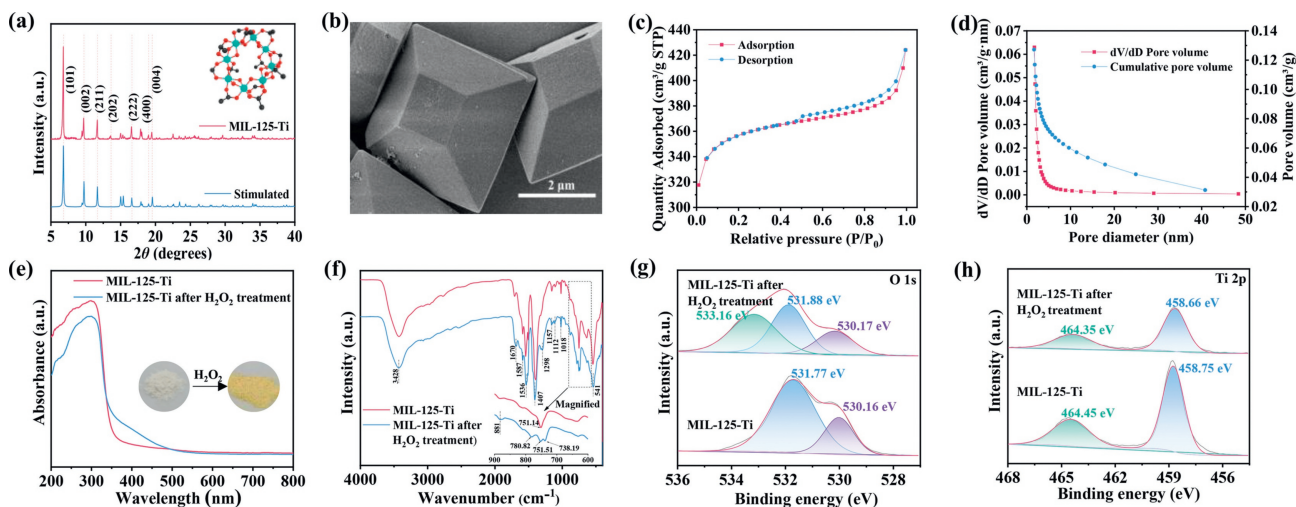 (a)
Intensity (a.u.)
(101)
(002)
(211)
(202)
(222)
(400)
(004)
MIL-125-Ti
Stimulated
5 10 15 20 25 30 35 40
2θ (degrees)
(b)
2 μm
(c)
Quantity Adsorbed (cm³/g STP)
440
420
400
380
360
340
320
300
Adsorption
Desorption
0.0 0.2 0.4 0.6 0.8 1.0
Relative pressure (P/P₀)
(d)
dV/dD Pore volume (cm³/g·nm)
0.07
0.06
0.05
0.04
0.03
0.02
0.01
0.00
dV/dD Pore volume
Cumulative pore volume
0.14
0.12
0.10
0.08
0.06
0.04
0.02
Pore volume (cm³/g)
0 10 20 30 40 50
Pore diameter (nm)
(e)
Absorbance (a.u.)
MIL-125-Ti
MIL-125-Ti after H₂O₂ treatment
H₂O₂
200 300 400 500 600 700 800
Wavelength (nm)
(f)
Intensity (a.u.)
3428
1670
1587
1536
1407
1298
1157
1112
1018
541
Magnified
MIL-125-Ti
MIL-125-Ti after
H₂O₂ treatment)
881
751.14
780.82
751.51
738.19
900 800 700 600
4000 3000 2000 1000
Wavenumber (cm⁻¹)
(g)
Intensity (a.u.)
O 1s
MIL-125-Ti after
H₂O₂ treatment
533.16 eV
531.88 eV
530.17 eV
531.77 eV
530.16 eV
MIL-125-Ti
536 534 532 530 528
Binding energy (eV)
(h)
Intensity (a.u.)
Ti 2p
MIL-125-Ti after
H₂O₂ treatment
464.35 eV
458.66 eV
MIL-125-Ti
464.45 eV
458.75 eV
468 465 462 459 456
Binding energy (eV)